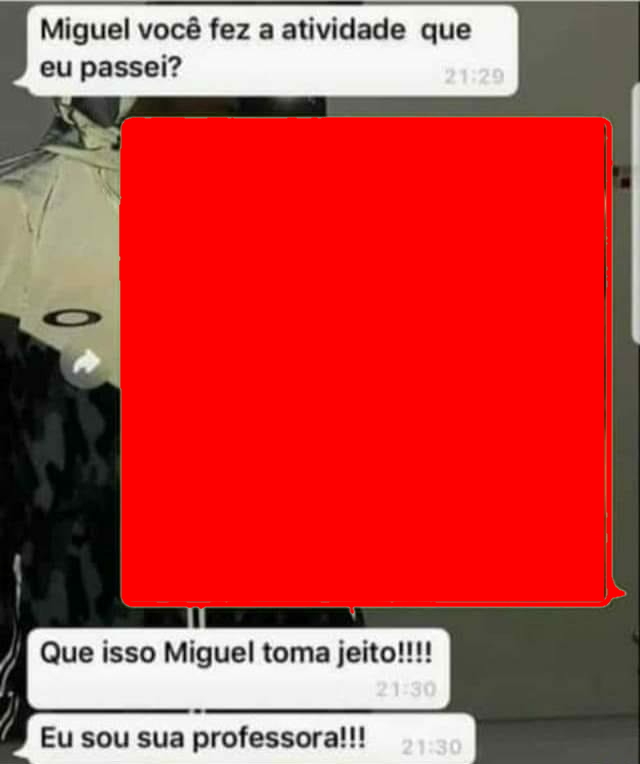 Miguel você fez a atividade que
eu passei?
21:29
Que isso Miguel toma jeito!!!!
21:30
Eu sou sua professora!!!
21:30